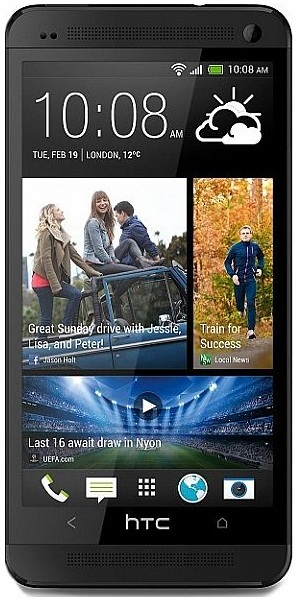 10:08 AM
10:08 AM
TUE, FEB 19 | LONDON, 12ºC
Great Sunday drive with Jessie,
Lisa, and Peter!
f Jason Holt
Train for
Success
Local News
Last 16 await draw in Nyon
UEFA.com
hTC